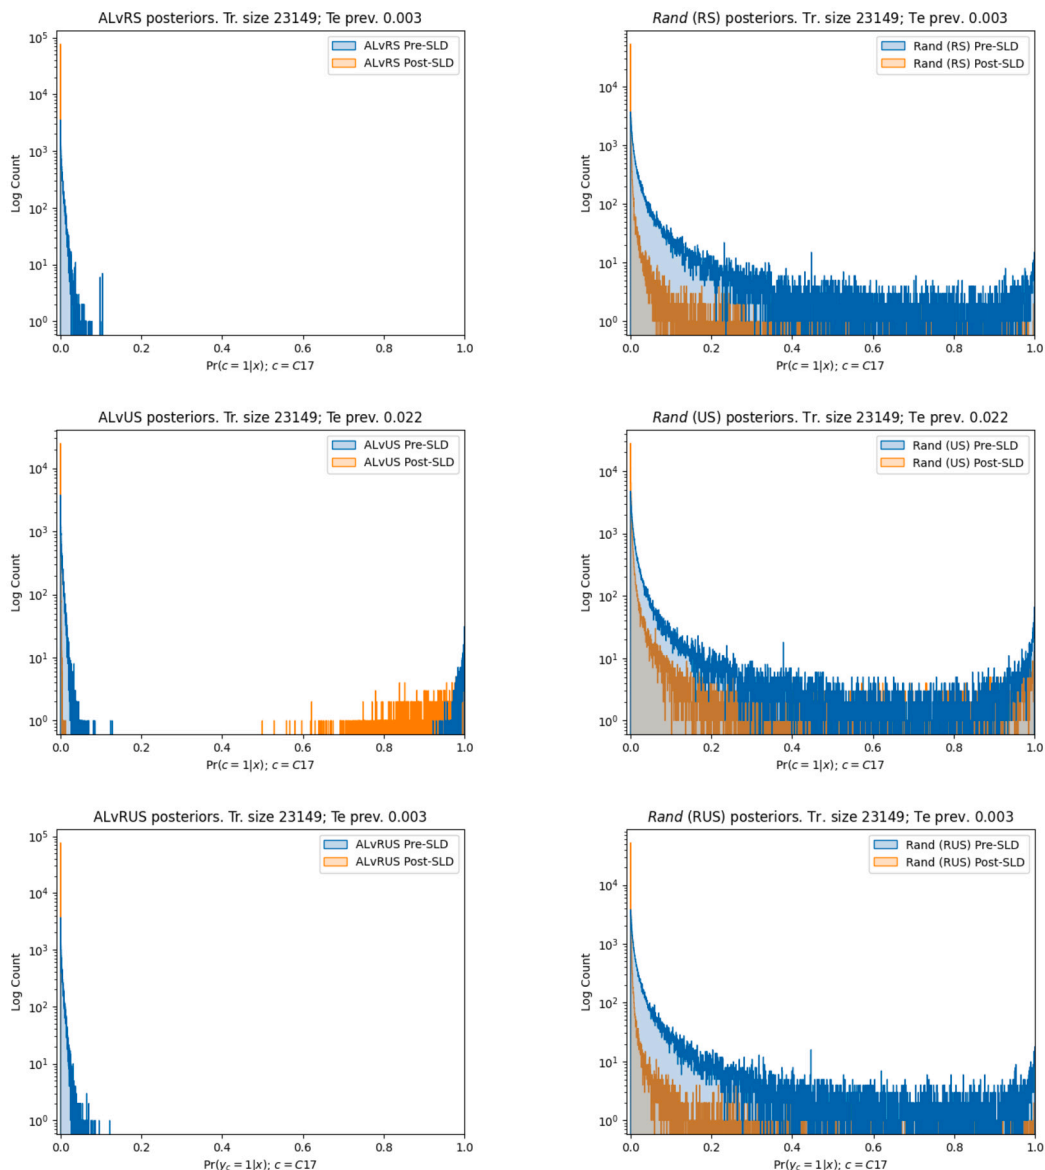 ALvRS posteriors. Tr. size 23149; Te prev. 0.003
ALvRS Pre-SLD
ALvRS Post-SLD
Log Count
10^5
10^4
10^3
10^2
10^1
10^0
0.0 0.2 0.4 0.6 0.8 1.0
Pr(c = 1|x); c = C17
Rand (RS) posteriors. Tr. size 23149; Te prev. 0.003
Rand (RS) Pre-SLD
Rand (RS) Post-SLD
Log Count
10^4
10^3
10^2
10^1
10^0
0.0 0.2 0.4 0.6 0.8 1.0
Pr(c = 1|x); c = C17
ALvUS posteriors. Tr. size 23149; Te prev. 0.022
ALvUS Pre-SLD
ALvUS Post-SLD
Log Count
10^4
10^3
10^2
10^1
10^0
0.0 0.2 0.4 0.6 0.8 1.0
Pr(c = 1|x); c = C17
Rand (US) posteriors. Tr. size 23149; Te prev. 0.022
Rand (US) Pre-SLD
Rand (US) Post-SLD
Log Count
10^4
10^3
10^2
10^1
10^0
0.0 0.2 0.4 0.6 0.8 1.0
Pr(c = 1|x); c = C17
ALvRUS posteriors. Tr. size 23149; Te prev. 0.003
ALvRUS Pre-SLD
ALvRUS Post-SLD
Log Count
10^5
10^4
10^3
10^2
10^1
10^0
0.0 0.2 0.4 0.6 0.8 1.0
Pr(y_c = 1|x); c = C17
Rand (RUS) posteriors. Tr. size 23149; Te prev. 0.003
Rand (RUS) Pre-SLD
Rand (RUS) Post-SLD
Log Count
10^4
10^3
10^2
10^1
10^0
0.0 0.2 0.4 0.6 0.8 1.0
Pr(y_c = 1|x); c = C17